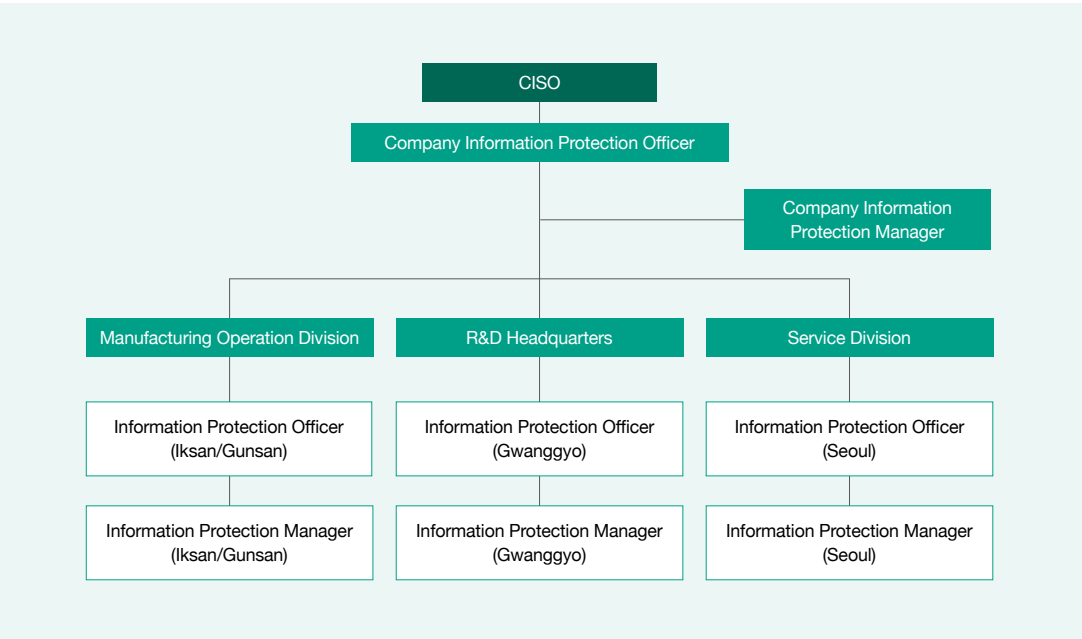 CISO
Company Information Protection Officer
Company Information
Protection Manager
Manufacturing Operation Division
R&D Headquarters
Service Division
Information Protection Officer
(Iksan/Gunsan)
Information Protection Officer
(Gwanggyo)
Information Protection Officer
(Seoul)
Information Protection Manager
(Iksan/Gunsan)
Information Protection Manager
(Gwanggyo)
Information Protection Manager
(Seoul)